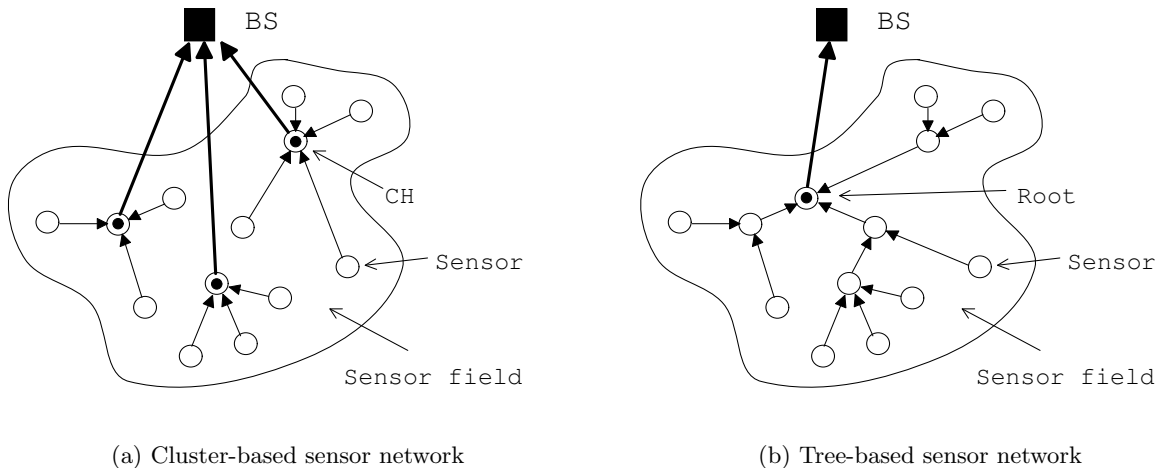 BS
CH
Sensor
Sensor field
(a) Cluster-based sensor network
BS
Root
Sensor
Sensor field
(b) Tree-based sensor network